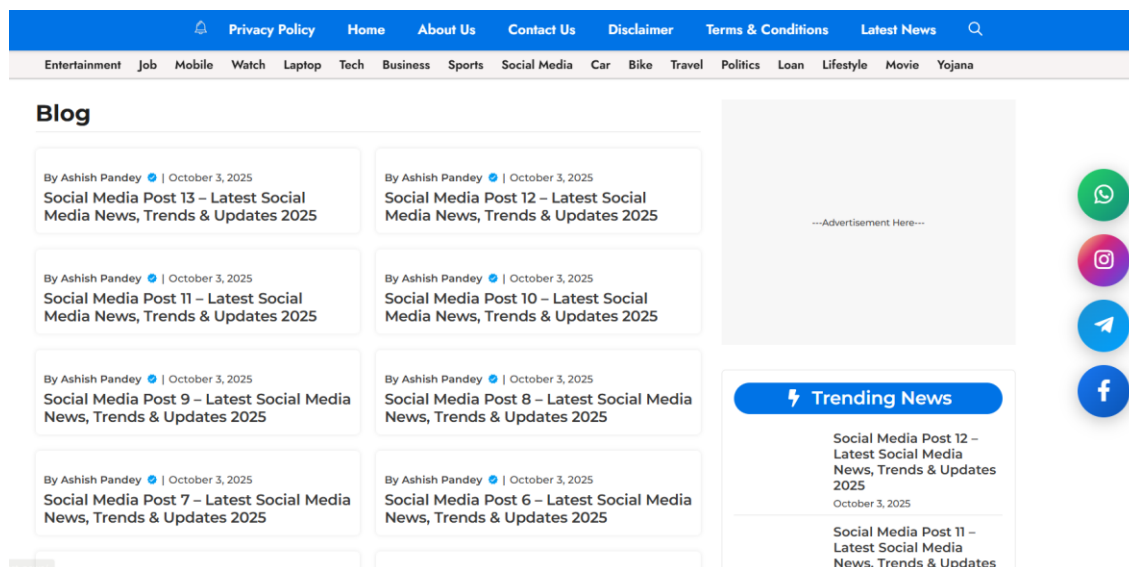 Privacy Policy Home About Us Contact Us Disclaimer Terms & Conditions Latest News
Entertainment Job Mobile Watch Laptop Tech Business Sports Social Media Car Bike Travel Politics Loan Lifestyle Movie Yojana
Blog
By Ashish Pandey | October 3, 2025
Social Media Post 13 – Latest Social
Media News, Trends & Updates 2025
By Ashish Pandey | October 3, 2025
Social Media Post 12 – Latest Social
Media News, Trends & Updates 2025
By Ashish Pandey | October 3, 2025
Social Media Post 11 – Latest Social
Media News, Trends & Updates 2025
By Ashish Pandey | October 3, 2025
Social Media Post 10 – Latest Social
Media News, Trends & Updates 2025
By Ashish Pandey | October 3, 2025
Social Media Post 9 – Latest Social Media
News, Trends & Updates 2025
By Ashish Pandey | October 3, 2025
Social Media Post 8 – Latest Social Media
News, Trends & Updates 2025
By Ashish Pandey | October 3, 2025
Social Media Post 7 – Latest Social Media
News, Trends & Updates 2025
By Ashish Pandey | October 3, 2025
Social Media Post 6 – Latest Social Media
News, Trends & Updates 2025
---Advertisement Here---
Trending News
Social Media Post 12 –
Latest Social Media
News, Trends & Updates
2025
October 3, 2025
Social Media Post 11 –
Latest Social Media
News, Trends & Updates